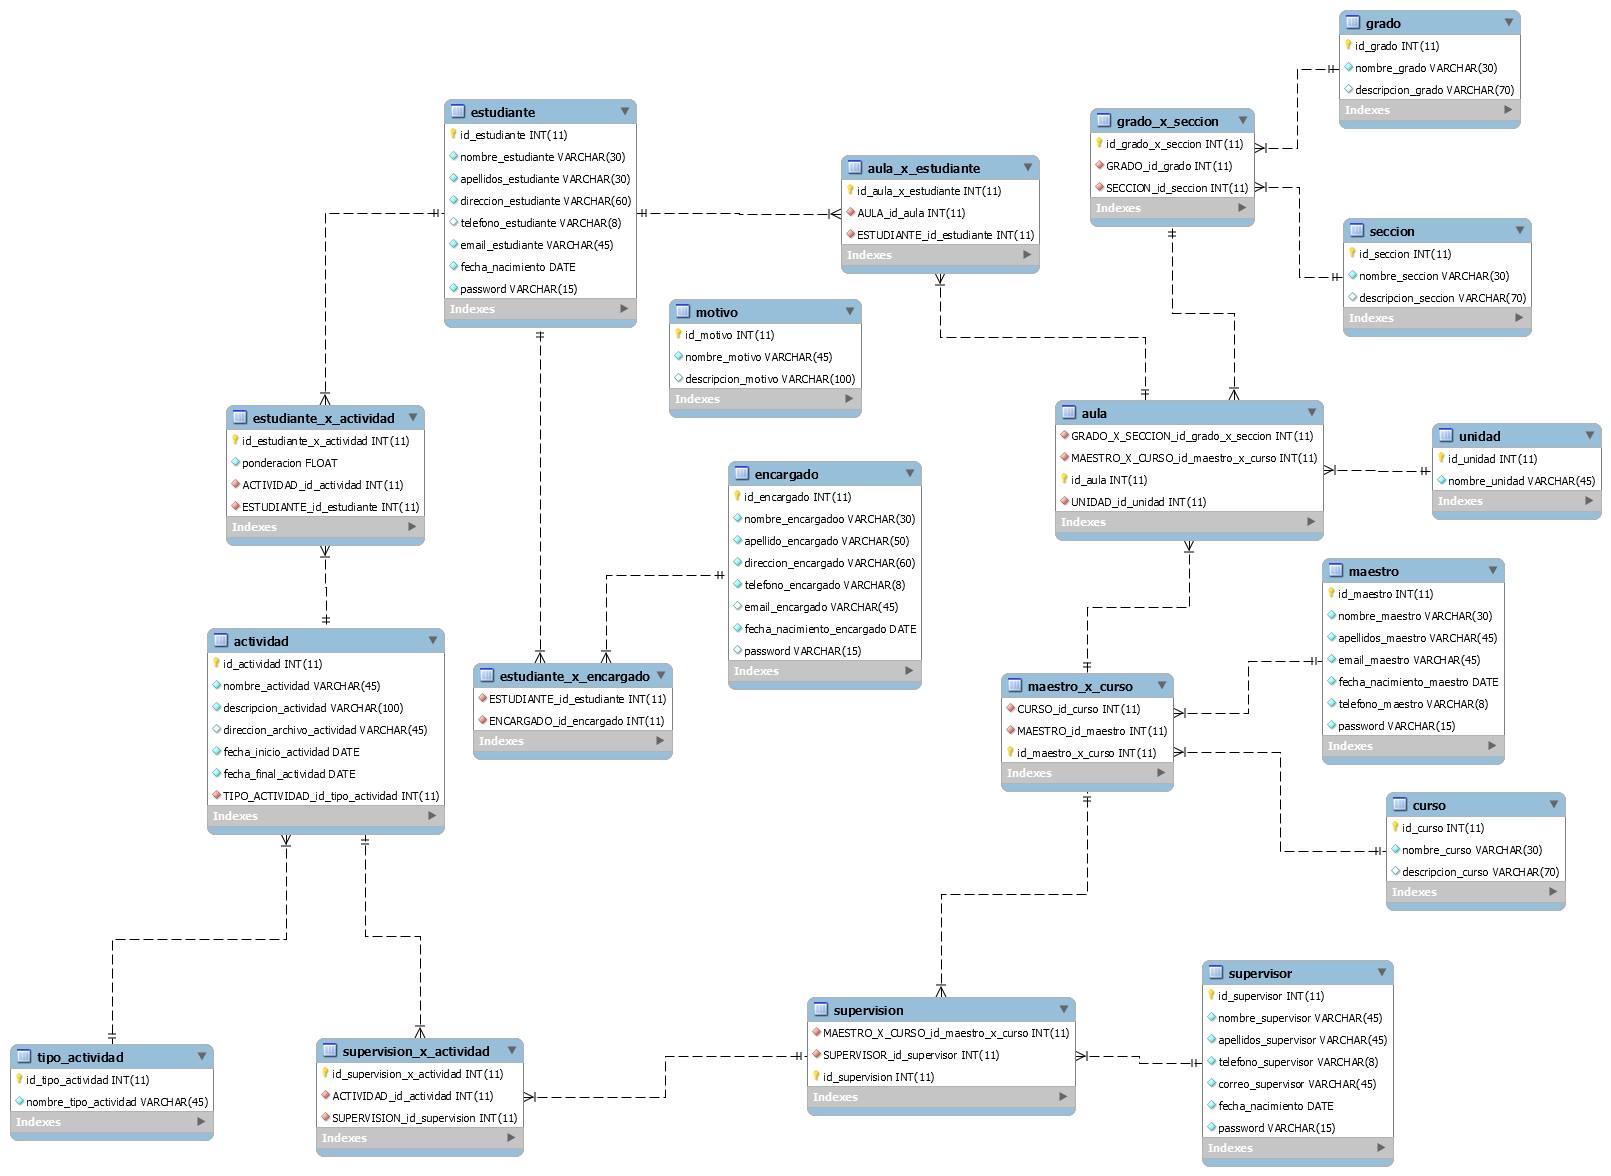 grado
id_grado INT(11)
nombre_grado VARCHAR(30)
descripcion_grado VARCHAR(70)
Indexes
estudiante
id_estudiante INT(11)
nombre_estudiante VARCHAR(30)
apellidos_estudiante VARCHAR(30)
direccion_estudiante VARCHAR(60)
telefono_estudiante VARCHAR(8)
email_estudiante VARCHAR(45)
fecha_nacimiento DATE
password VARCHAR(15)
Indexes
grado_x_seccion
id_grado_x_seccion INT(11)
GRADO_id_grado INT(11)
SECCION_id_seccion INT(11)
Indexes
aula_x_estudiante
id_aula_x_estudiante INT(11)
AULA_id_aula INT(11)
ESTUDIANTE_id_estudiante INT(11)
Indexes
seccion
id_seccion INT(11)
nombre_seccion VARCHAR(30)
descripcion_seccion VARCHAR(70)
Indexes
motivo
id_motivo INT(11)
nombre_motivo VARCHAR(45)
descripcion_motivo VARCHAR(100)
Indexes
estudiante_x_actividad
id_estudiante_x_actividad INT(11)
ponderacion FLOAT
ACTIVIDAD_id_actividad INT(11)
ESTUDIANTE_id_estudiante INT(11)
Indexes
aula
GRADO_X_SECCION_id_grado_x_seccion INT(11)
MAESTRO_X_CURSO_id_maestro_x_curso INT(11)
id_aula INT(11)
UNIDAD_id_unidad INT(11)
Indexes
unidad
id_unidad INT(11)
nombre_unidad VARCHAR(45)
Indexes
encargado
id_encargado INT(11)
nombre_encargadoo VARCHAR(30)
apellido_encargado VARCHAR(50)
direccion_encargado VARCHAR(60)
telefono_encargado VARCHAR(8)
email_encargado VARCHAR(45)
fecha_nacimiento_encargado DATE
password VARCHAR(15)
Indexes
maestro
id_maestro INT(11)
nombre_maestro VARCHAR(30)
apellidos_maestro VARCHAR(45)
email_maestro VARCHAR(45)
fecha_nacimiento_maestro DATE
telefono_maestro VARCHAR(8)
password VARCHAR(15)
Indexes
actividad
id_actividad INT(11)
nombre_actividad VARCHAR(45)
descripcion_actividad VARCHAR(100)
direccion_archivo_actividad VARCHAR(45)
fecha_inicio_actividad DATE
fecha_final_actividad DATE
TIPO_ACTIVIDAD_id_tipo_actividad INT(11)
Indexes
estudiante_x_encargado
ESTUDIANTE_id_estudiante INT(11)
ENCARGADO_id_encargado INT(11)
Indexes
maestro_x_curso
CURSO_id_curso INT(11)
MAESTRO_id_maestro INT(11)
id_maestro_x_curso INT(11)
Indexes
curso
id_curso INT(11)
nombre_curso VARCHAR(30)
descripcion_curso VARCHAR(70)
Indexes
supervisor
id_supervisor INT(11)
nombre_supervisor VARCHAR(45)
apellidos_supervisor VARCHAR(45)
telefono_supervisor VARCHAR(8)
correo_supervisor VARCHAR(45)
fecha_nacimiento DATE
password VARCHAR(15)
Indexes
supervision
MAESTRO_X_CURSO_id_maestro_x_curso INT(11)
SUPERVISOR_id_supervisor INT(11)
id_supervision INT(11)
Indexes
supervision_x_actividad
id_supervision_x_actividad INT(11)
ACTIVIDAD_id_actividad INT(11)
SUPERVISION_id_supervision INT(11)
Indexes
tipo_actividad
id_tipo_actividad INT(11)
nombre_tipo_actividad VARCHAR(45)
Indexes